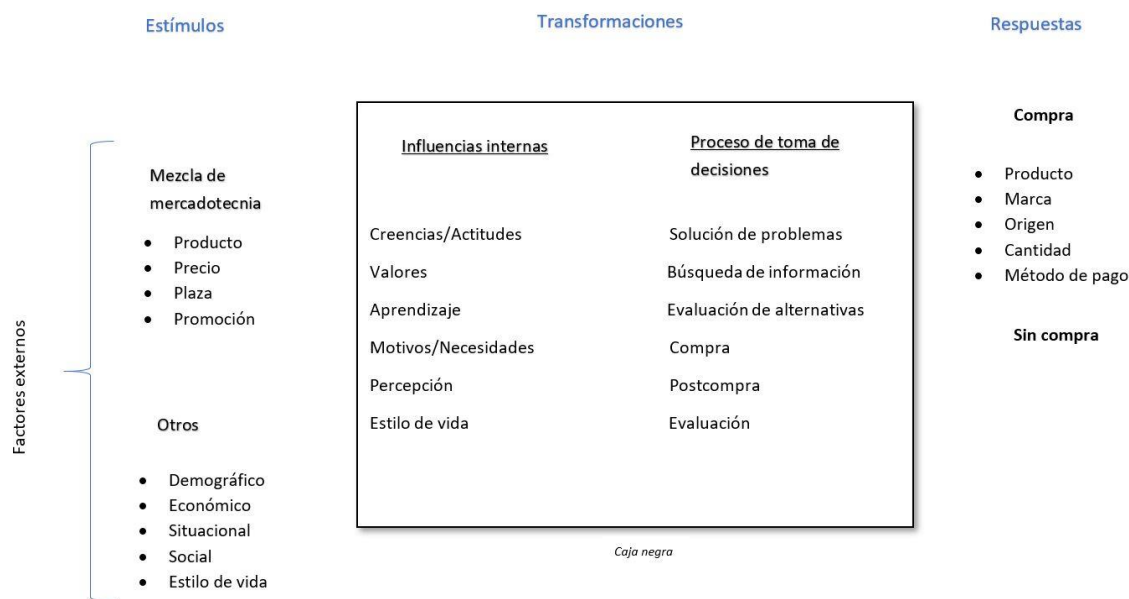 Estímulos
Transformaciones
Respuestas
Factores externos
Mezcla de
mercadotecnia
• Producto
• Precio
• Plaza
• Promoción
Otros
• Demográfico
• Económico
• Situacional
• Social
• Estilo de vida
Influencias internas
Creencias/Actitudes
Valores
Aprendizaje
Motivos/Necesidades
Percepción
Estilo de vida
Proceso de toma de
decisiones
Solución de problemas
Búsqueda de información
Evaluación de alternativas
Compra
Postcompra
Evaluación
Caja negra
Compra
• Producto
• Marca
• Origen
• Cantidad
• Método de pago
Sin compra